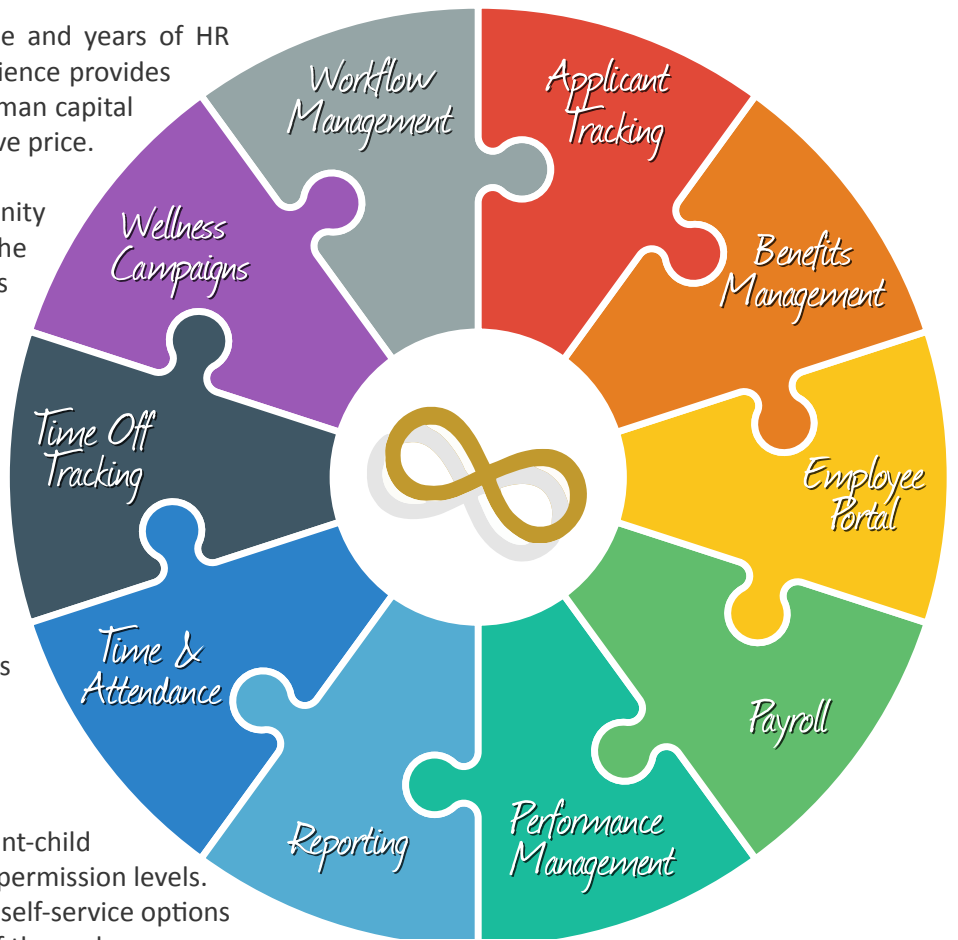 e and years of HR
ience provides
man capital
ve price.
nity
he
s
s
nt-child
permission levels.
self-service options
Workflow
Management
Applicant
Tracking
Benefits
Management
Employee
Portal
Payroll
Performance
Management
Reporting
Time &
Attendance
Time Off
Tracking
Wellness
Campaigns